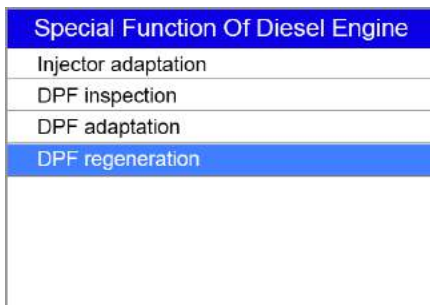 Special Function Of Diesel Engine
Injector adaptation
DPF inspection
DPF adaptation
DPF regeneration